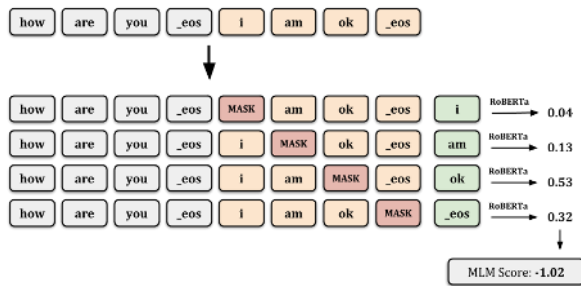 how are you _eos i am ok _eos
how are you _eos MASK am ok _eos i RoBERTa 0.04
how are you _eos i MASK ok _eos am RoBERTa 0.13
how are you _eos i am MASK _eos ok RoBERTa 0.53
how are you _eos i am ok MASK _eos RoBERTa 0.32
MLM Score: -1.02